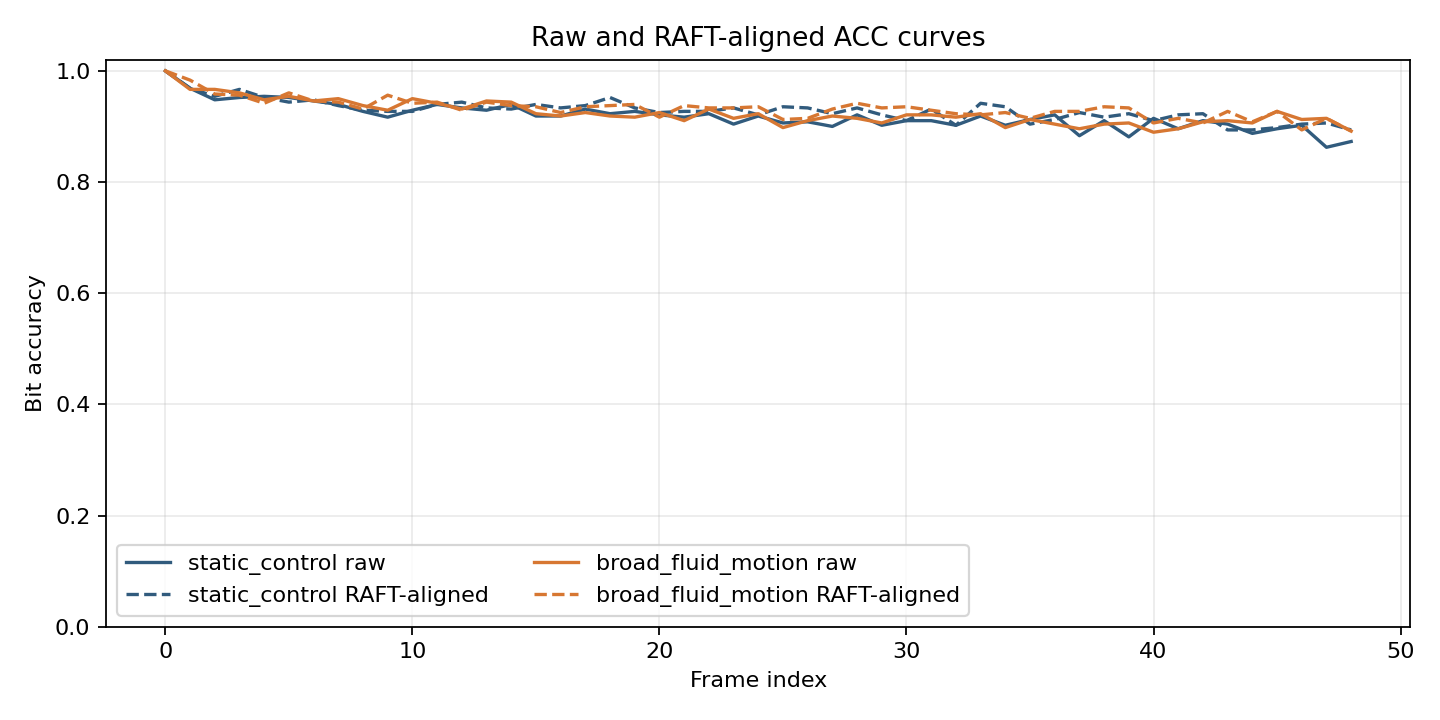 Raw and RAFT-aligned ACC curves
1.0
0.8
0.6
0.4
0.2
0.0
Bit accuracy
static_control raw
static_control RAFT-aligned
broad_fluid_motion raw
broad_fluid_motion RAFT-aligned
0 10 20 30 40 50
Frame index